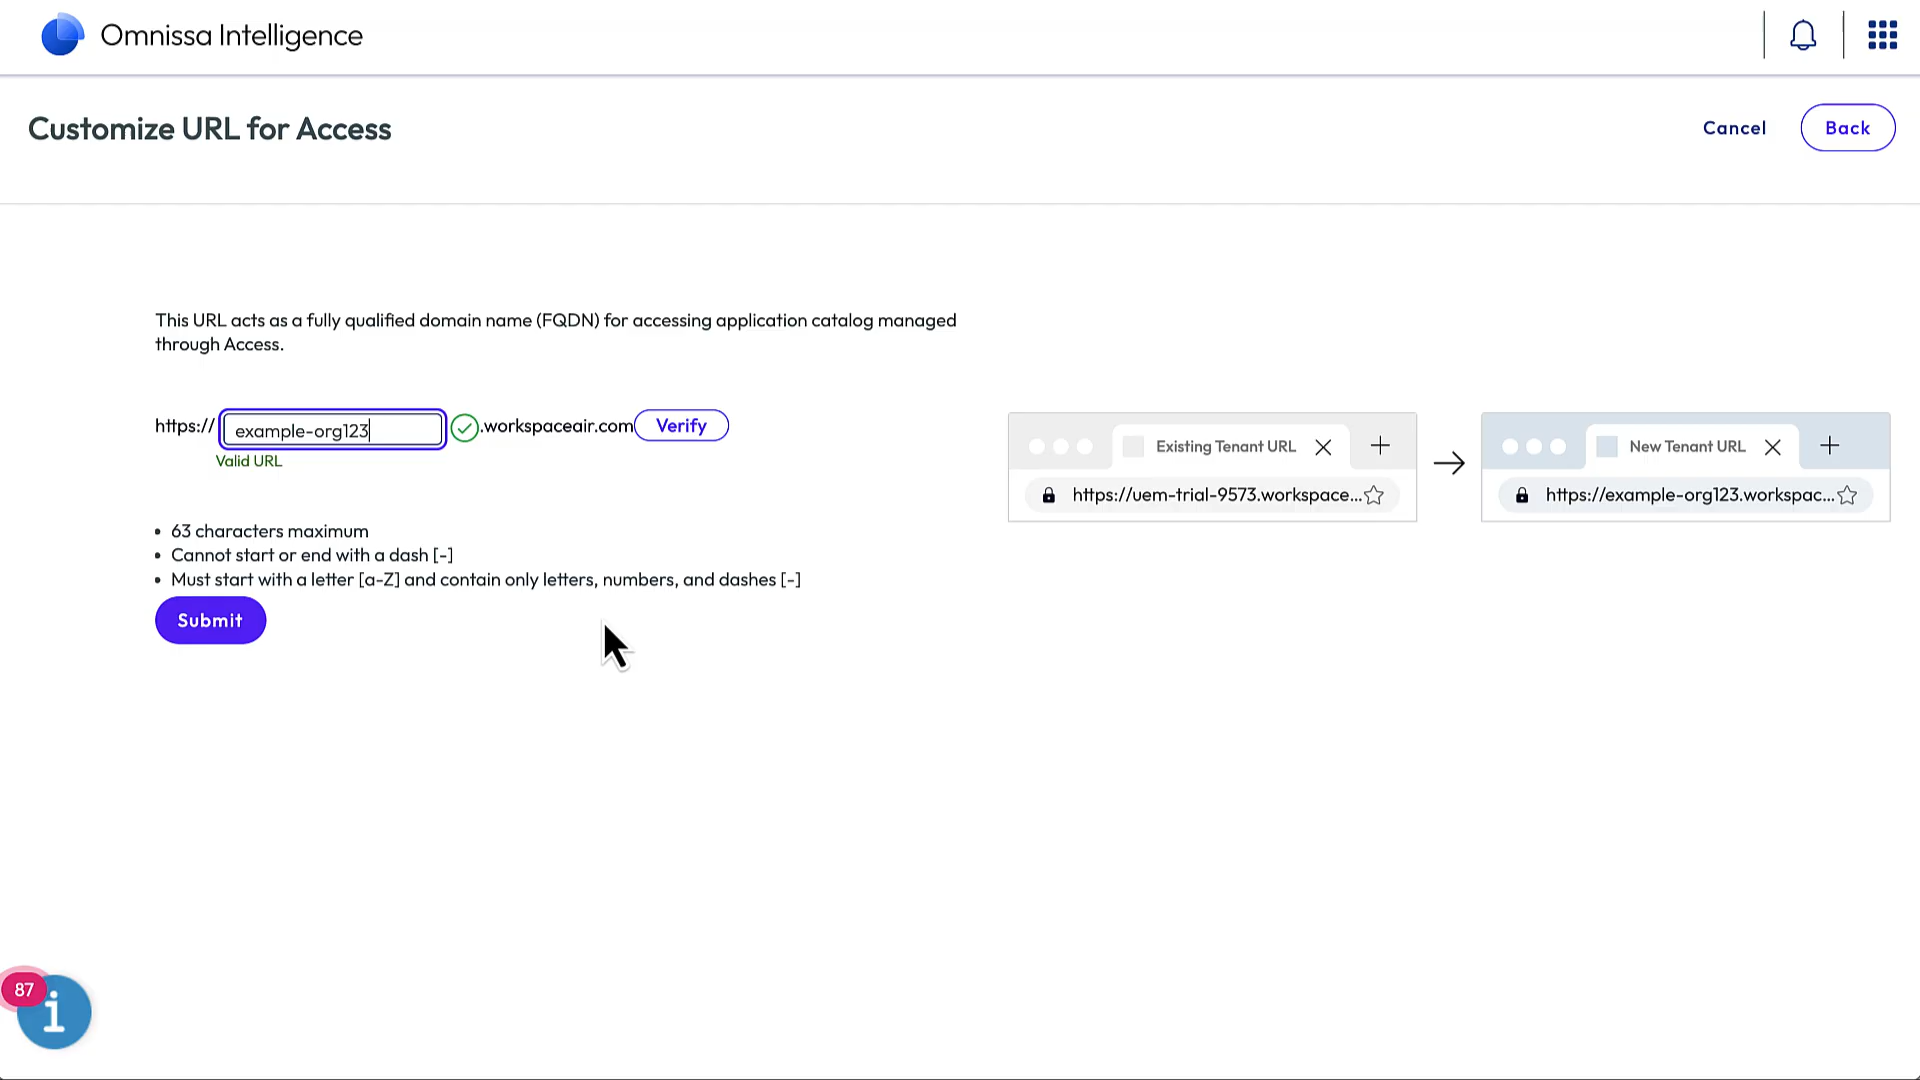 Omnissa Intelligence
Customize URL for Access
Cancel
Back
This URL acts as a fully qualified domain name (FQDN) for accessing application catalog managed
through Access.
https:// example-org123 .workspaceair.com Verify
Valid URL
Existing Tenant URL
https://uem-trial-9573.workspace...
New Tenant URL
https://example-org123.workspac...
• 63 characters maximum
• Cannot start or end with a dash [-]
• Must start with a letter [a-Z] and contain only letters, numbers, and dashes [-]
Submit
87
i